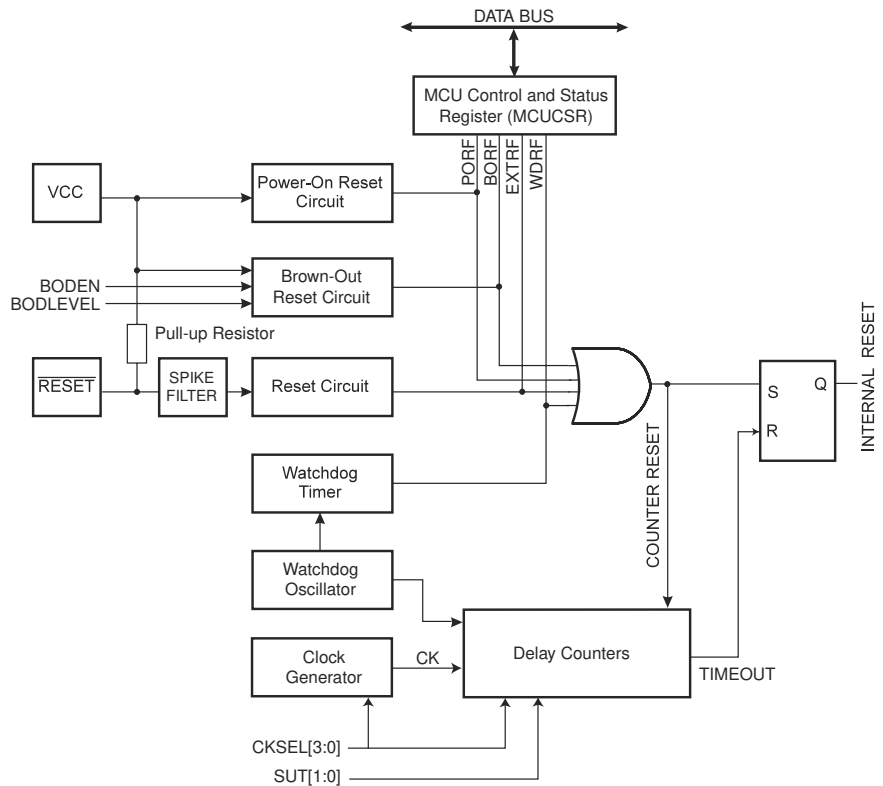 DATA BUS
MCU Control and Status
Register (MCUCSR)
PORF
BORF
EXTRF
WDRF
VCC
Power-On Reset
Circuit
BODEN
BODLEVEL
Brown-Out
Reset Circuit
Pull-up Resistor
RESET
SPIKE
FILTER
Reset Circuit
S
Q
R
INTERNAL RESET
Watchdog
Timer
COUNTER RESET
Watchdog
Oscillator
Clock
Generator
CK
Delay Counters
TIMEOUT
CKSEL[3:0]
SUT[1:0]